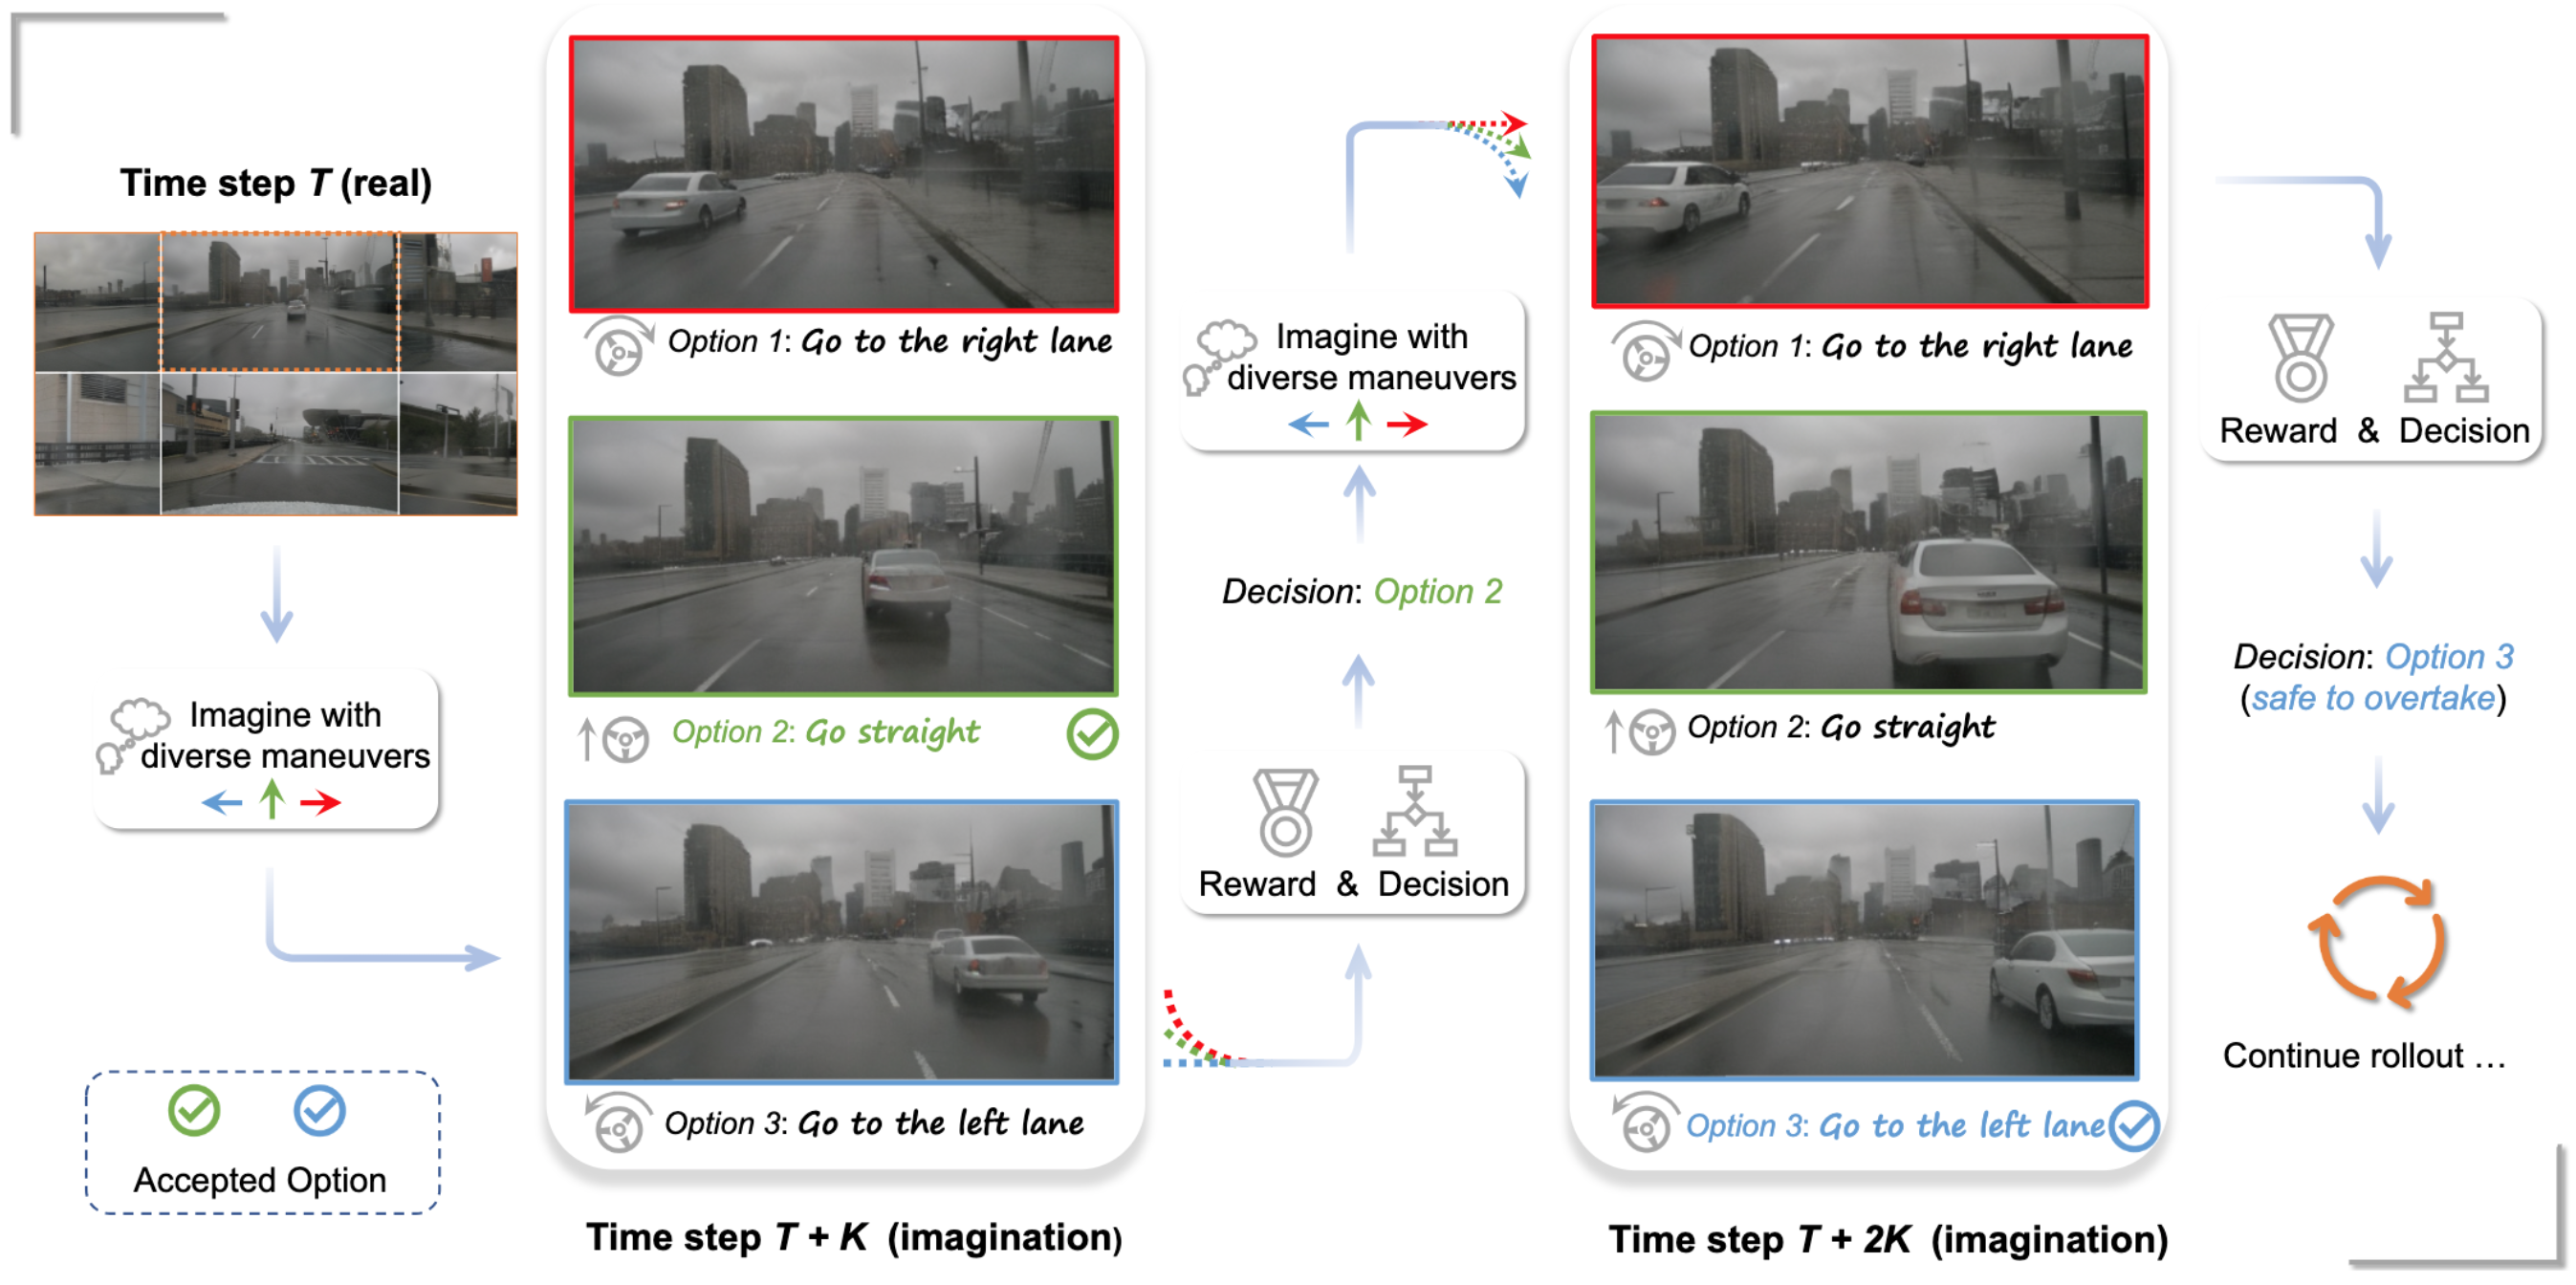 Time step T (real)
Imagine with
diverse maneuvers
Accepted Option
Option 1: Go to the right lane
Option 2: Go straight
Option 3: Go to the left lane
Time step T + K (imagination)
Reward & Decision
Decision: Option 2
Imagine with
diverse maneuvers
Option 1: Go to the right lane
Option 2: Go straight
Option 3: Go to the left lane
Time step T + 2K (imagination)
Reward & Decision
Decision: Option 3
(safe to overtake)
Continue rollout ...